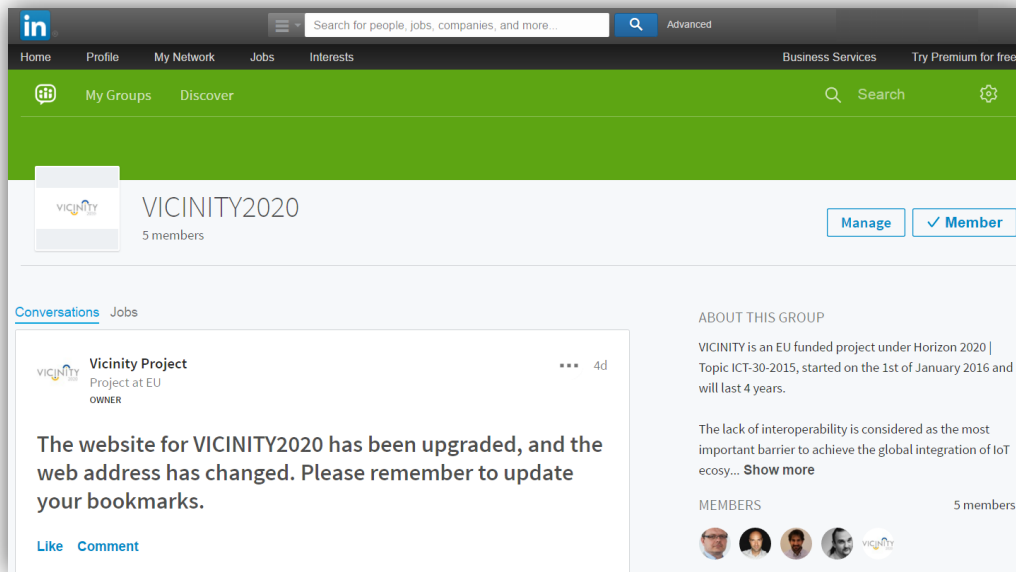 in
Search for people, jobs, companies, and more...
Advanced
Home Profile My Network Jobs Interests Business Services Try Premium for free
My Groups Discover Search
VICINITY
VICINITY2020
5 members
Manage Member
Conversations Jobs
VICINITY
Vicinity Project
4d
Project at EU
OWNER
The website for VICINITY2020 has been upgraded, and the
web address has changed. Please remember to update
your bookmarks.
Like Comment
ABOUT THIS GROUP
VICINITY is an EU funded project under Horizon 2020 |
Topic ICT-30-2015, started on the 1st of January 2016 and
will last 4 years.
The lack of interoperability is considered as the most
important barrier to achieve the global integration of IoT
ecosy... Show more
MEMBERS 5 members
VICINITY